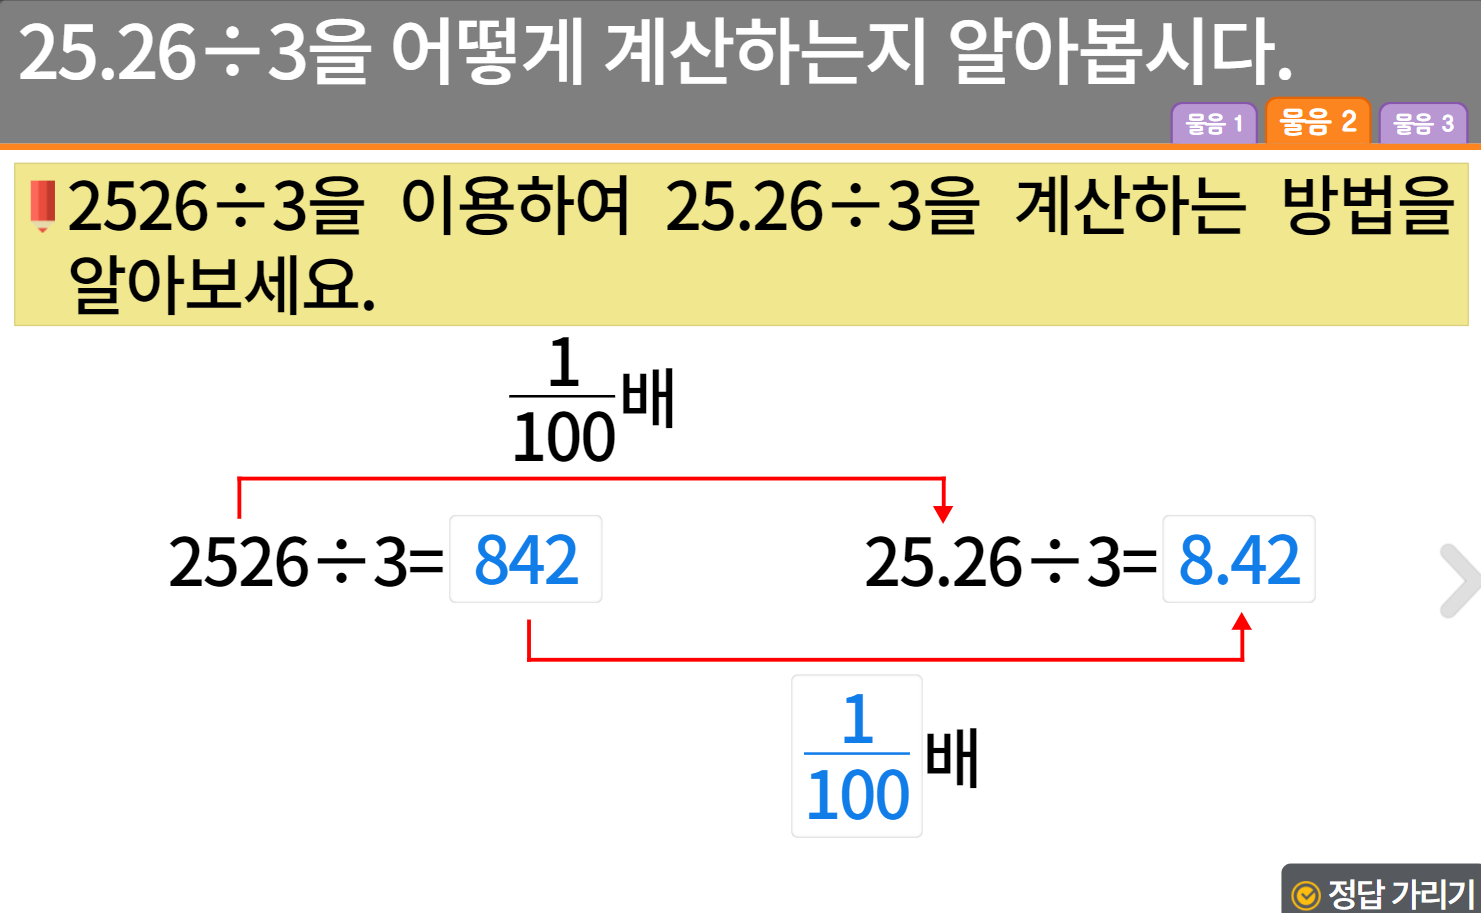 25.26÷3을 어떻게 계산하는지 알아봅시다.
물음 1 물음 2 물음 3
2526÷3을 이용하여 25.26÷3을 계산하는 방법을
알아보세요.
1
100
배
2526÷3= 842 25.26÷3= 8.42
1
100
배
정답 가리기